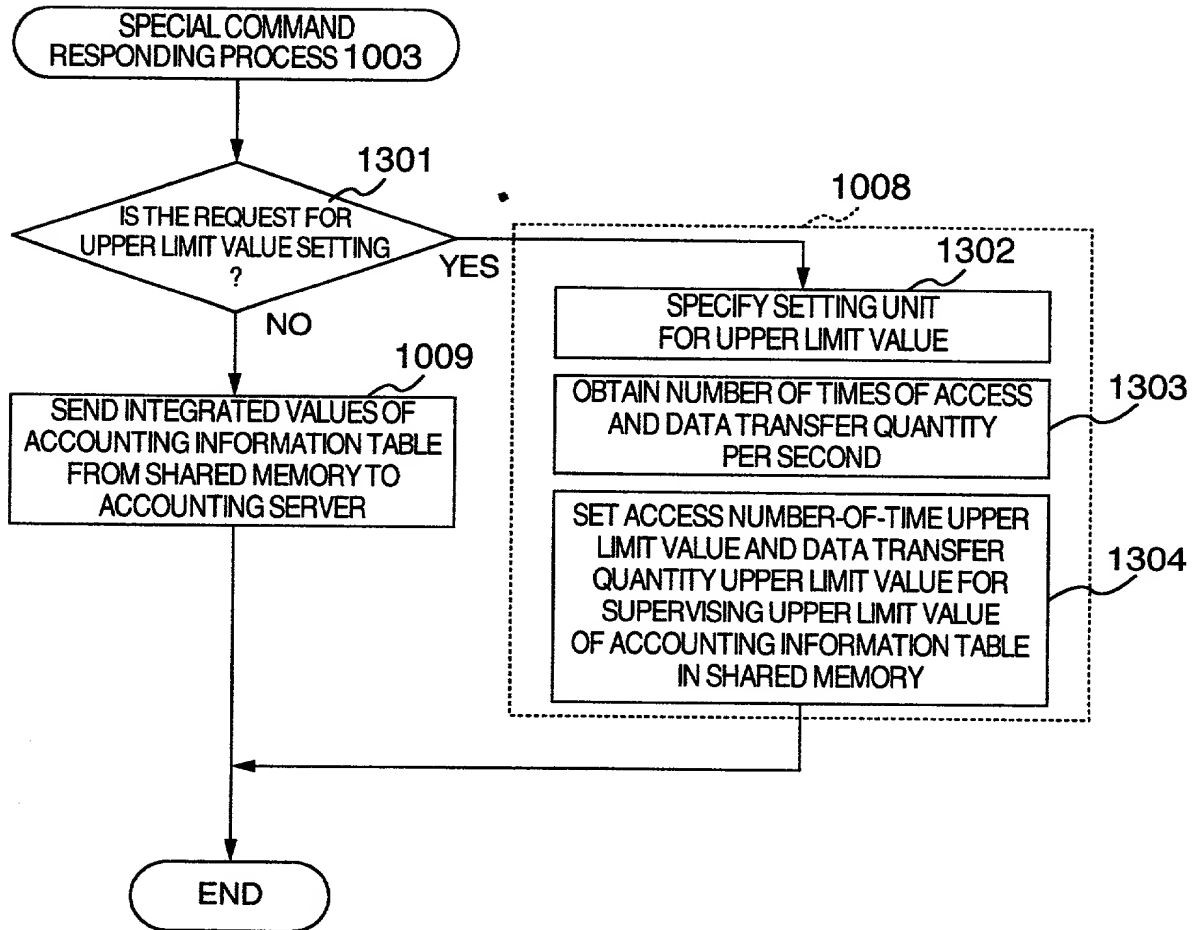 SPECIAL COMMAND
RESPONDING PROCESS 1003
1301
IS THE REQUEST FOR
UPPER LIMIT VALUE SETTING
?
YES
NO
1009
SEND INTEGRATED VALUES OF
ACCOUNTING INFORMATION TABLE
FROM SHARED MEMORY TO
ACCOUNTING SERVER
1008
1302
SPECIFY SETTING UNIT
FOR UPPER LIMIT VALUE
1303
OBTAIN NUMBER OF TIMES OF ACCESS
AND DATA TRANSFER QUANTITY
PER SECOND
1304
SET ACCESS NUMBER-OF-TIME UPPER
LIMIT VALUE AND DATA TRANSFER
QUANTITY UPPER LIMIT VALUE FOR
SUPERVISING UPPER LIMIT VALUE
OF ACCOUNTING INFORMATION TABLE
IN SHARED MEMORY
END